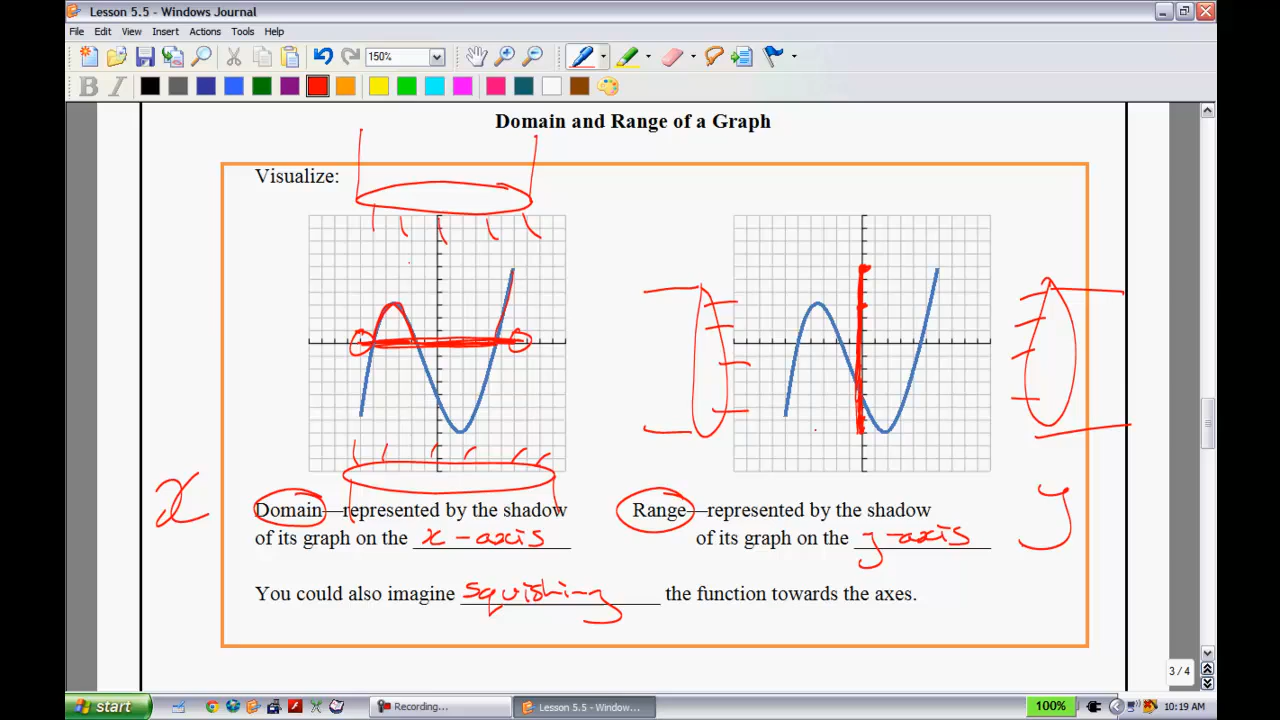 Lesson 5.5 - Windows Journal
File Edit View Insert Actions Tools Help
150%
B I
Domain and Range of a Graph
Visualize:
x
Domain—represented by the shadow
of its graph on the x-axis
Range—represented by the shadow
of its graph on the y-axis
y
You could also imagine squishing the function towards the axes.
3 / 4
start
Recording...
Lesson 5.5 - Windows...
100%
10:19 AM